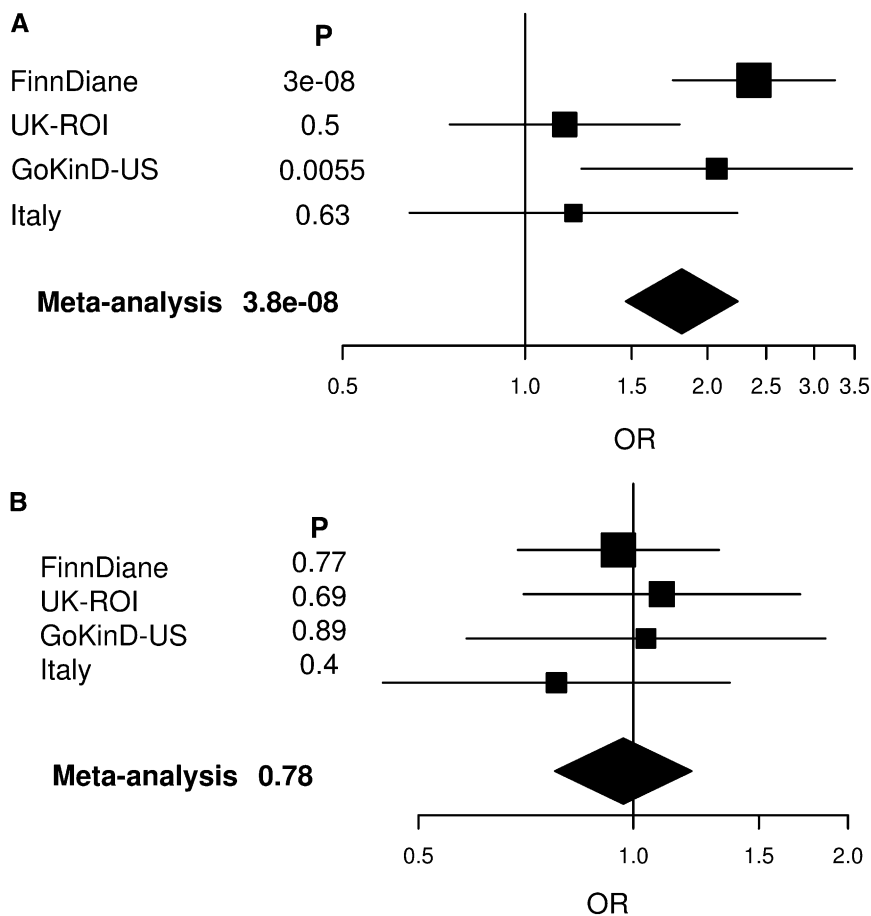 A
P
FinnDiane 3e-08
UK-ROI 0.5
GoKinD-US 0.0055
Italy 0.63
Meta-analysis 3.8e-08
0.5 1.0 1.5 2.0 2.5 3.0 3.5
OR
B
P
FinnDiane 0.77
UK-ROI 0.69
GoKinD-US 0.89
Italy 0.4
Meta-analysis 0.78
0.5 1.0 1.5 2.0
OR